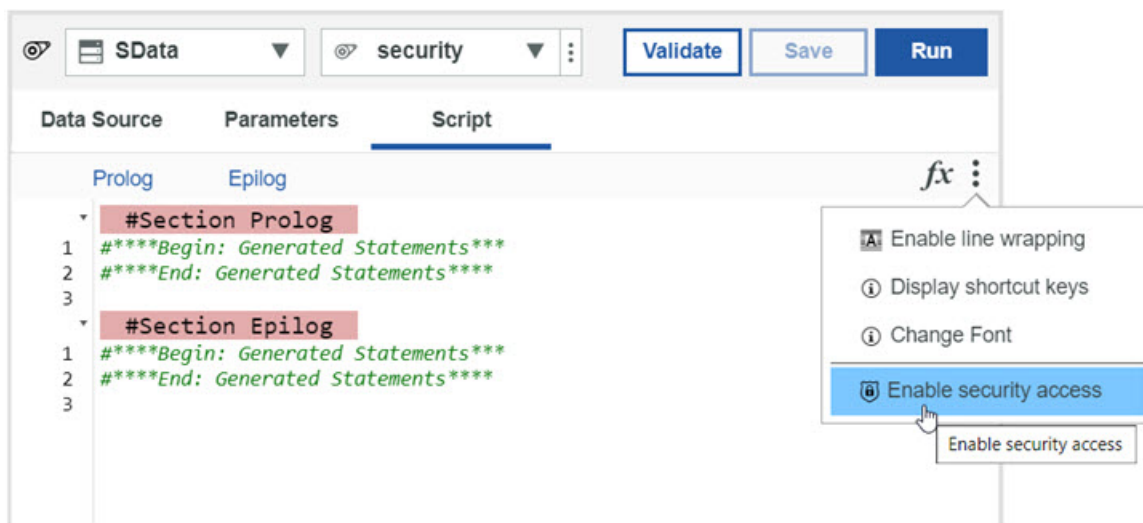 SData security Validate Save Run
Data Source Parameters Script
Prolog Epilog fx
#Section Prolog
1 #****Begin: Generated Statements***
2 #****End: Generated Statements****
3
#Section Epilog
1 #****Begin: Generated Statements***
2 #****End: Generated Statements****
3
Enable line wrapping
Display shortcut keys
Change Font
Enable security access
Enable security access